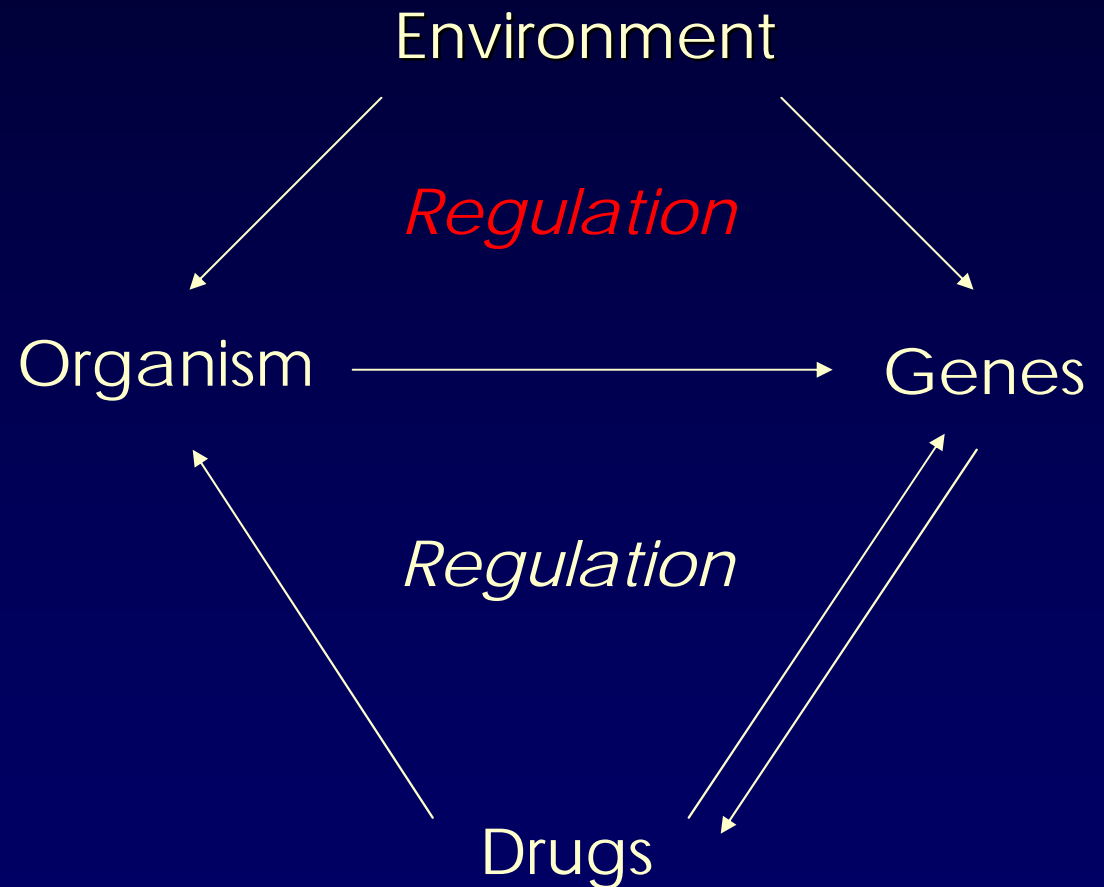 Environment
Regulation
Organism
Genes
Regulation
Drugs